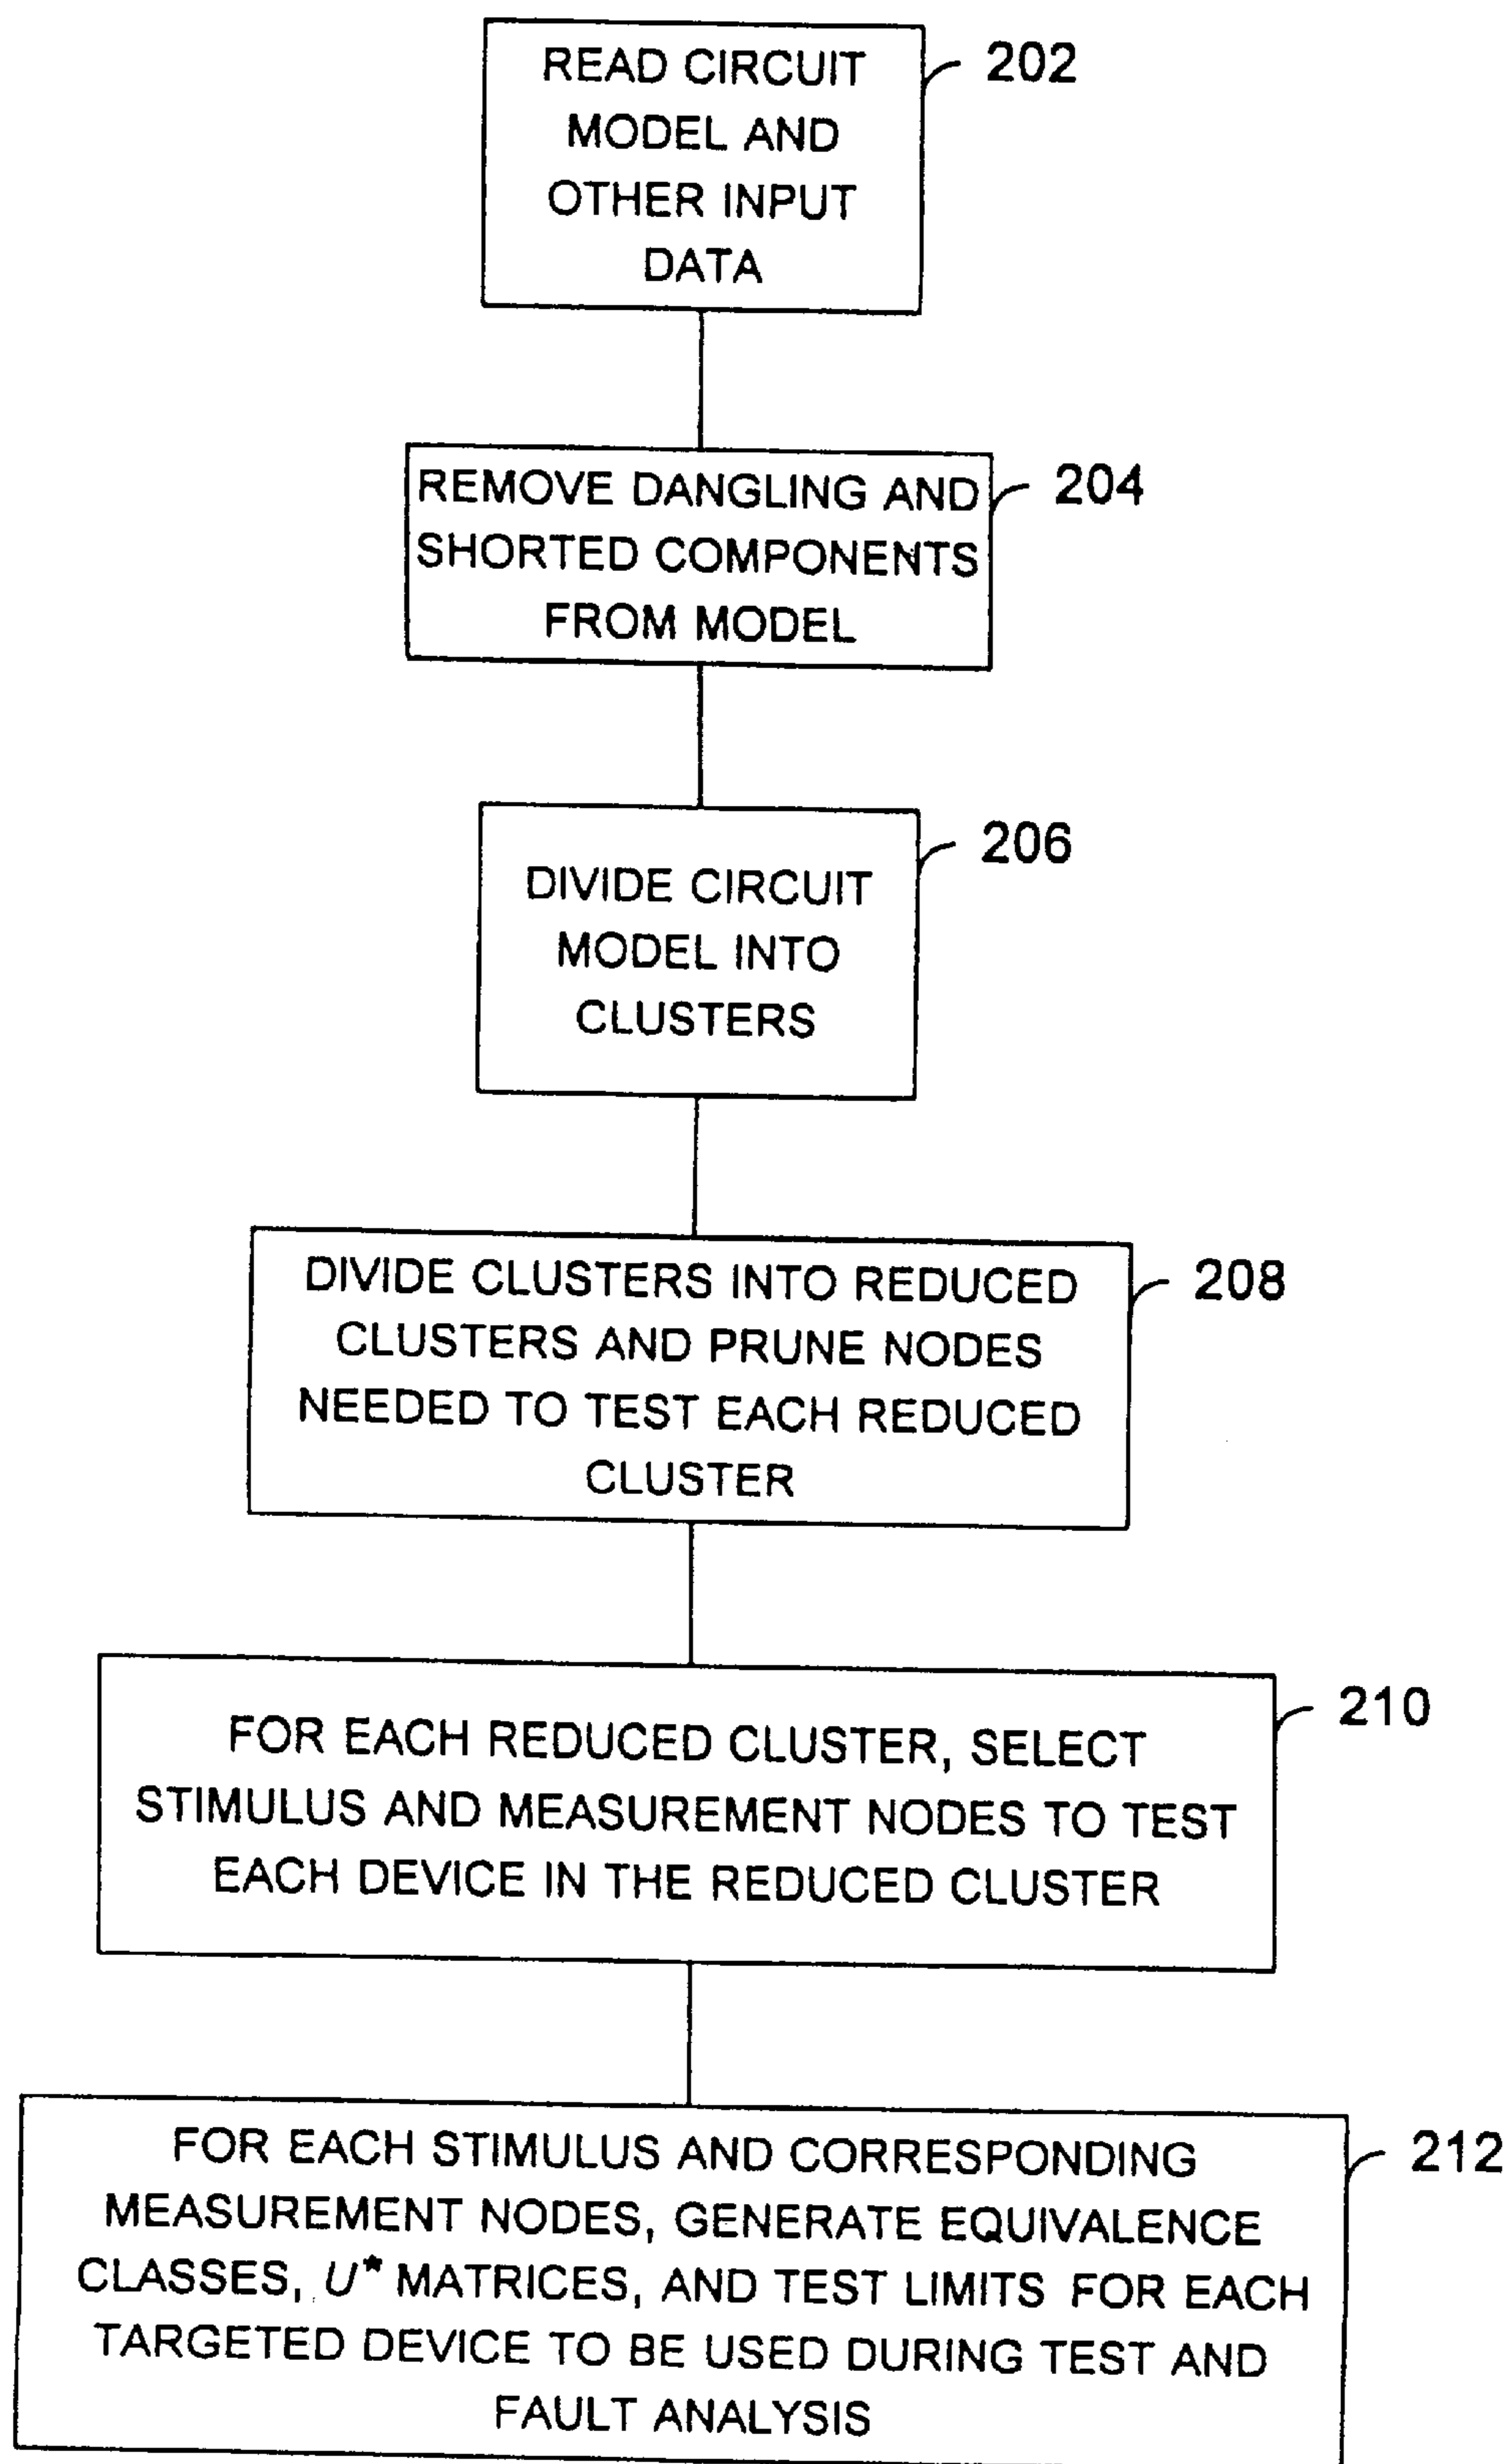 READ CIRCUIT
MODEL AND
OTHER INPUT
DATA
202
REMOVE DANGLING AND
SHORTED COMPONENTS
FROM MODEL
204
DIVIDE CIRCUIT
MODEL INTO
CLUSTERS
206
DIVIDE CLUSTERS INTO REDUCED
CLUSTERS AND PRUNE NODES
NEEDED TO TEST EACH REDUCED
CLUSTER
208
FOR EACH REDUCED CLUSTER, SELECT
STIMULUS AND MEASUREMENT NODES TO TEST
EACH DEVICE IN THE REDUCED CLUSTER
210
FOR EACH STIMULUS AND CORRESPONDING
MEASUREMENT NODES, GENERATE EQUIVALENCE
CLASSES, U* MATRICES, AND TEST LIMITS FOR EACH
TARGETED DEVICE TO BE USED DURING TEST AND
FAULT ANALYSIS
212